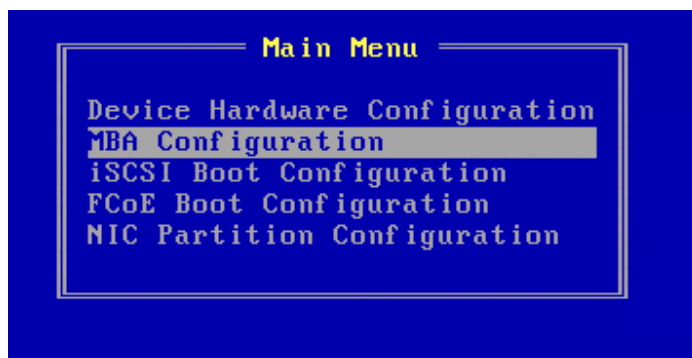 Main Menu
Device Hardware Configuration
MBA Configuration
iSCSI Boot Configuration
FCoE Boot Configuration
NIC Partition Configuration